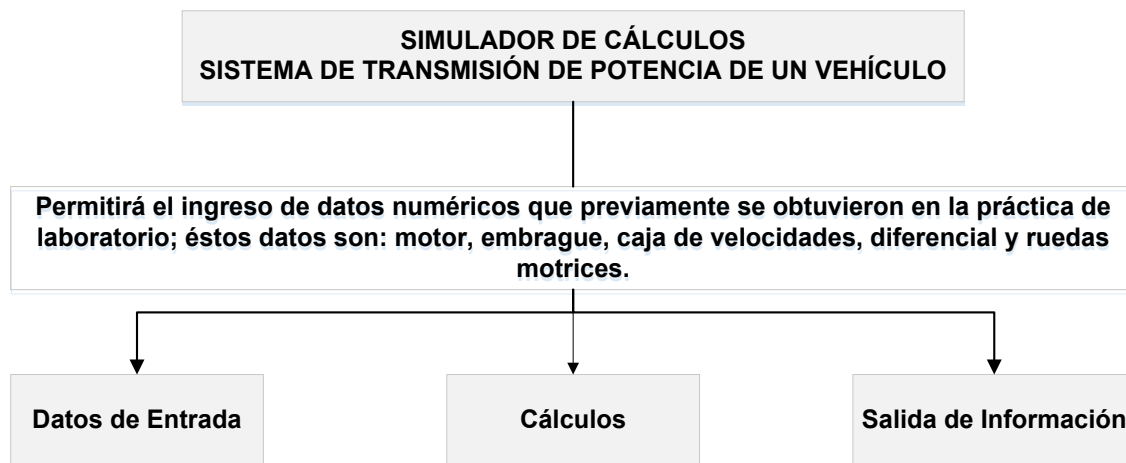 SIMULADOR DE CÁLCULOS
SISTEMA DE TRANSMISIÓN DE POTENCIA DE UN VEHÍCULO
Permitirá el ingreso de datos numéricos que previamente se obtuvieron en la práctica de
laboratorio; éstos datos son: motor, embrague, caja de velocidades, diferencial y ruedas
motrices.
Datos de Entrada
Cálculos
Salida de Información